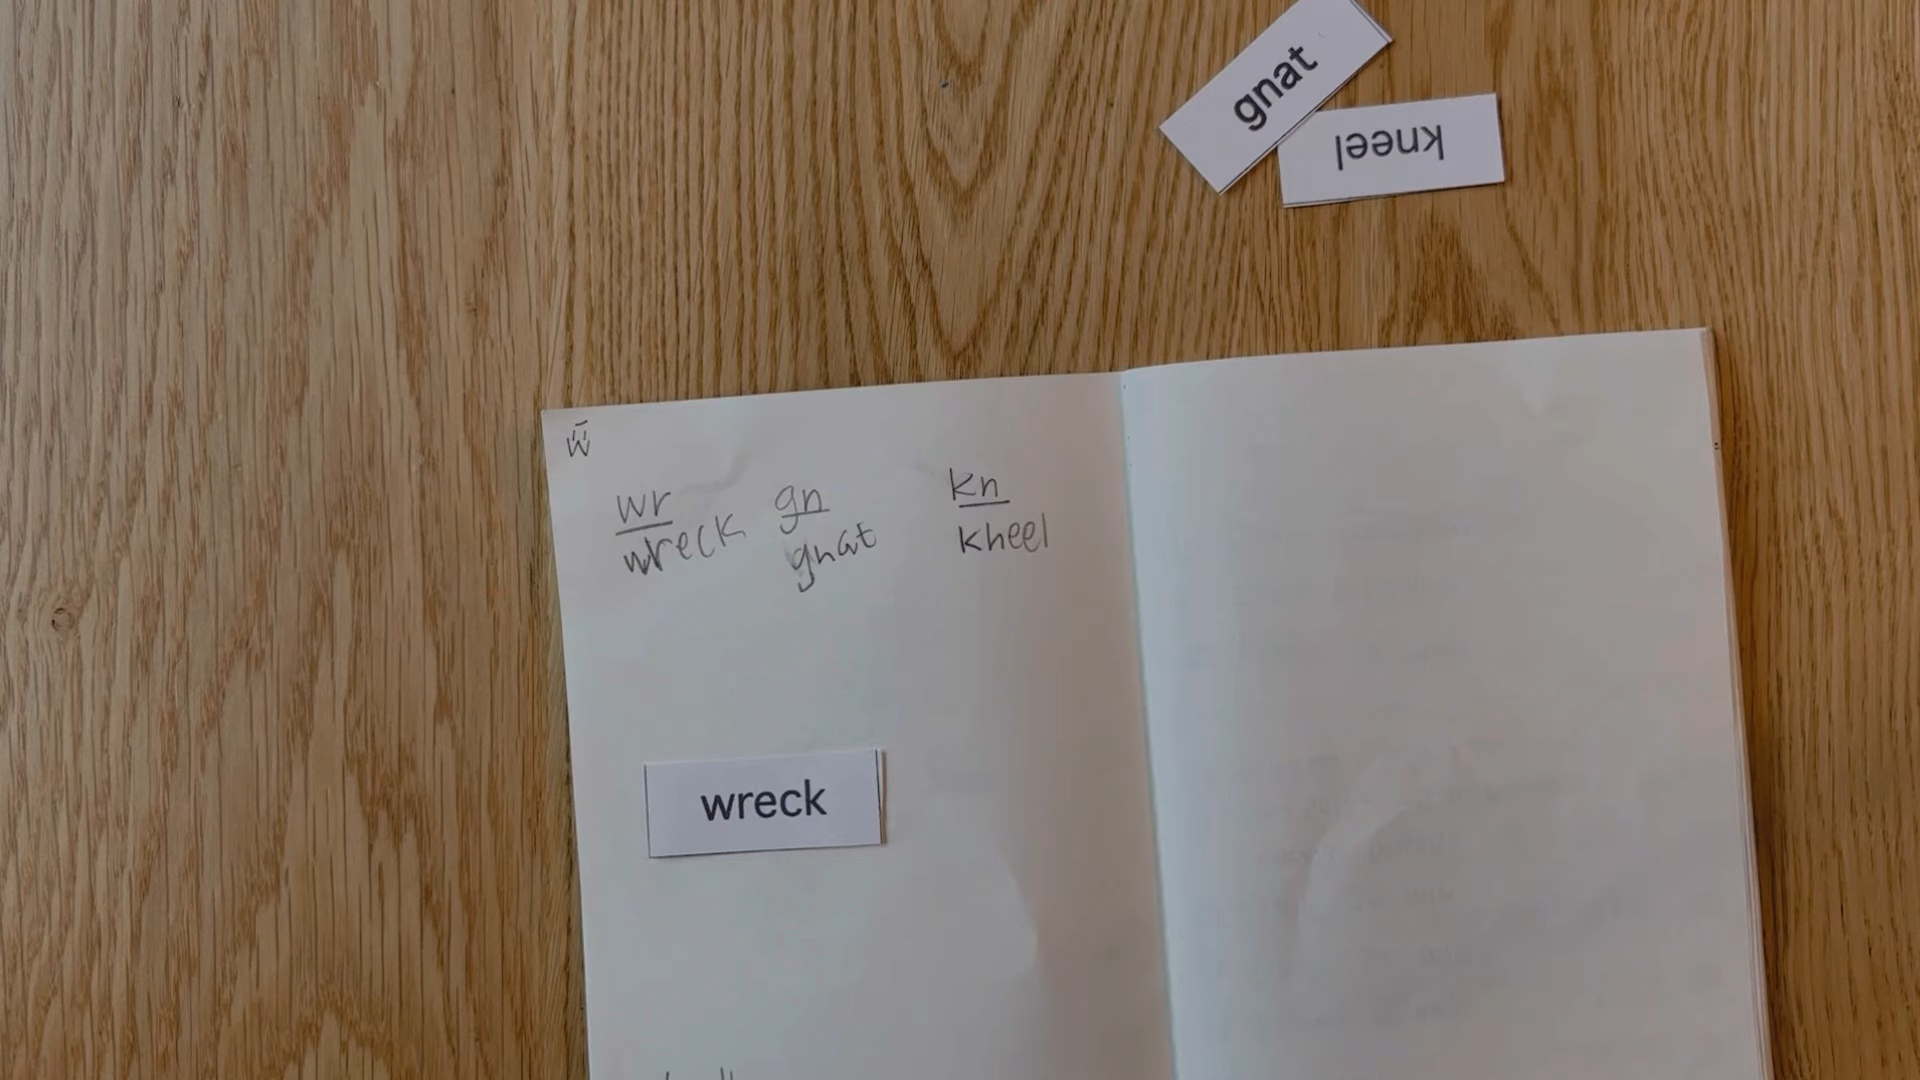 gnat
kneel
wr gn kn
wreck gnat kneel
wreck